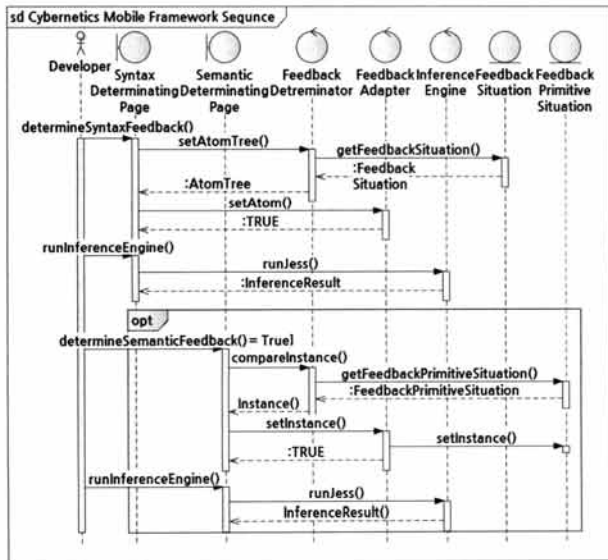 sd Cybernetics Mobile Framework Sequnce
Developer
Syntax
Determinating
Page
Semantic
Determinating
Page
Feedback
Detreminator
Feedback
Adapter
Inference
Engine
Feedback
Situation
Feedback
Primitive
Situation
determineSyntaxFeedback()
setAtomTree()
getFeedbackSituation()
:Feedback
Situation
:AtomTree
setAtom()
:TRUE
runInferenceEngine()
runJess()
:InferenceResult
opt
determineSemanticFeedback()= True]
compareInstance()
getFeedbackPrimitiveSituation()
:FeedbackPrimitiveSituation
Instance()
setInstance()
setInstance()
:TRUE
runInferenceEngine()
runJess()
InferenceResult()